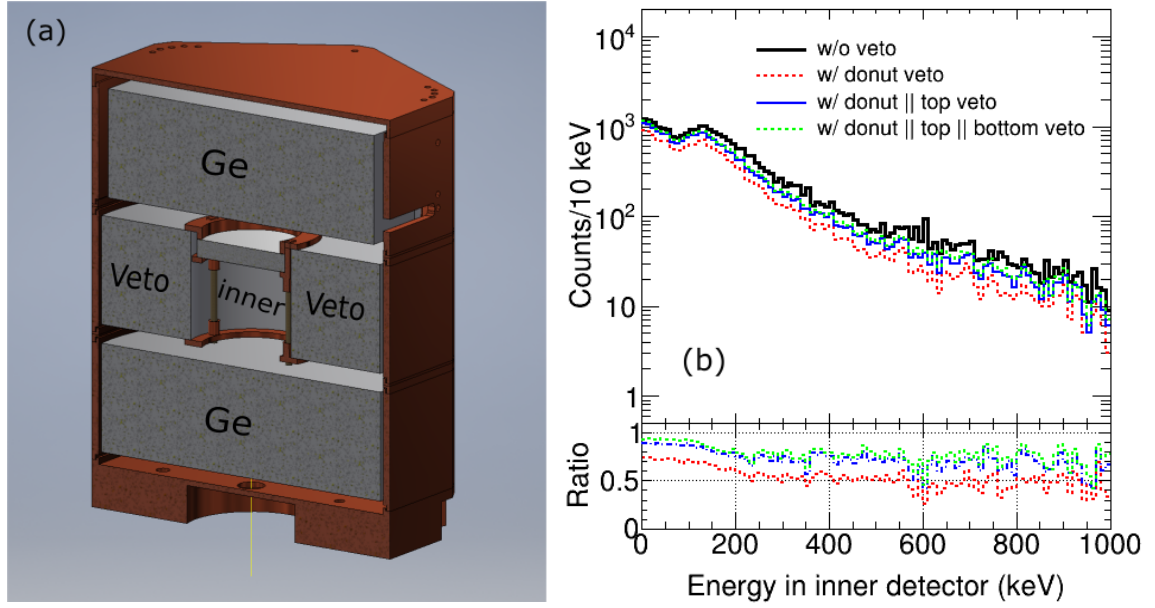 (a)
Ge
Veto
inner
Veto
Ge
10⁴
10³
10²
10
1
Counts/10 keV
w/o veto
w/ donut veto
w/ donut || top veto
w/ donut || top || bottom veto
(b)
1
0.5
0
Ratio
0 200 400 600 800 1000
Energy in inner detector (keV)